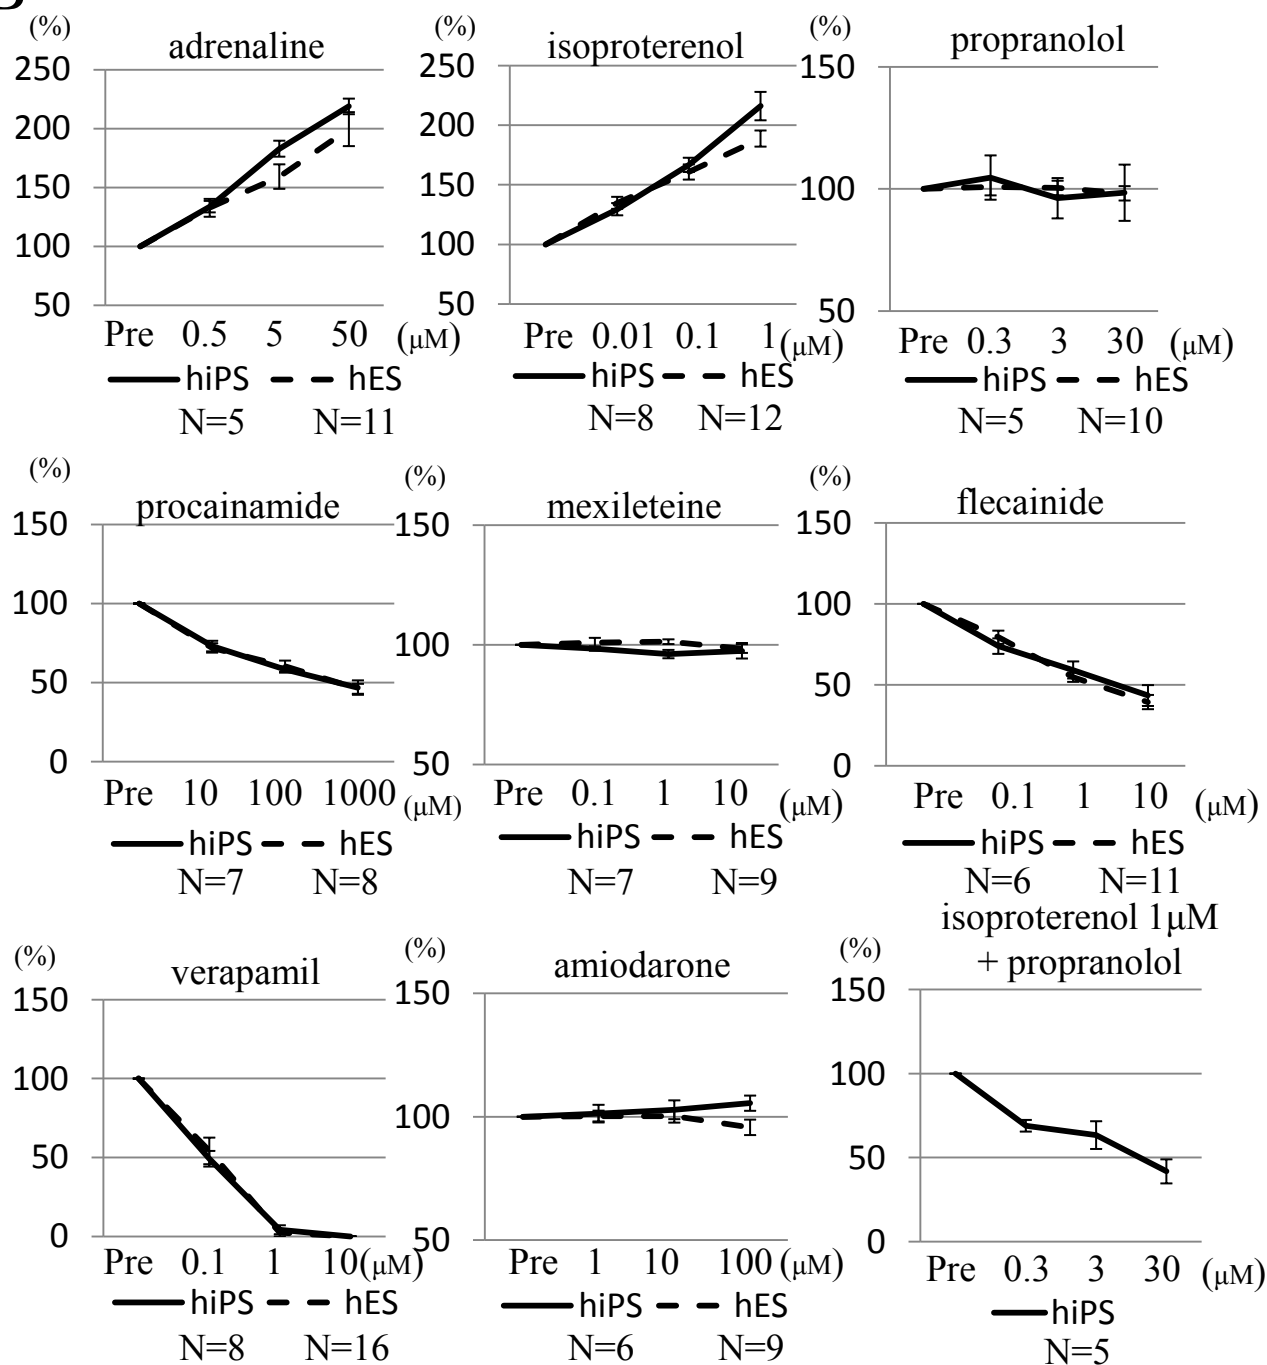 (%)
adrenaline
250
200
150
100
50
Pre 0.5 5 50 (μM)
hiPS hES
N=5 N=11
(%)
isoproterenol
250
200
150
100
50
Pre 0.01 0.1 1 (μM)
hiPS hES
N=8 N=12
(%)
propranolol
150
100
50
Pre 0.3 3 30 (μM)
hiPS hES
N=5 N=10
(%)
procainamide
150
100
50
0
Pre 10 100 1000 (μM)
hiPS hES
N=7 N=8
(%)
mexileteine
150
100
50
Pre 0.1 1 10 (μM)
hiPS hES
N=7 N=9
(%)
flecainide
150
100
50
0
Pre 0.1 1 10 (μM)
hiPS hES
N=6 N=11
(%)
verapamil
150
100
50
0
Pre 0.1 1 10 (μM)
hiPS hES
N=8 N=16
(%)
amiodarone
150
100
50
Pre 1 10 100 (μM)
hiPS hES
N=6 N=9
isoproterenol 1μM
+ propranolol
(%)
150
100
50
0
Pre 0.3 3 30 (μM)
hiPS
N=5